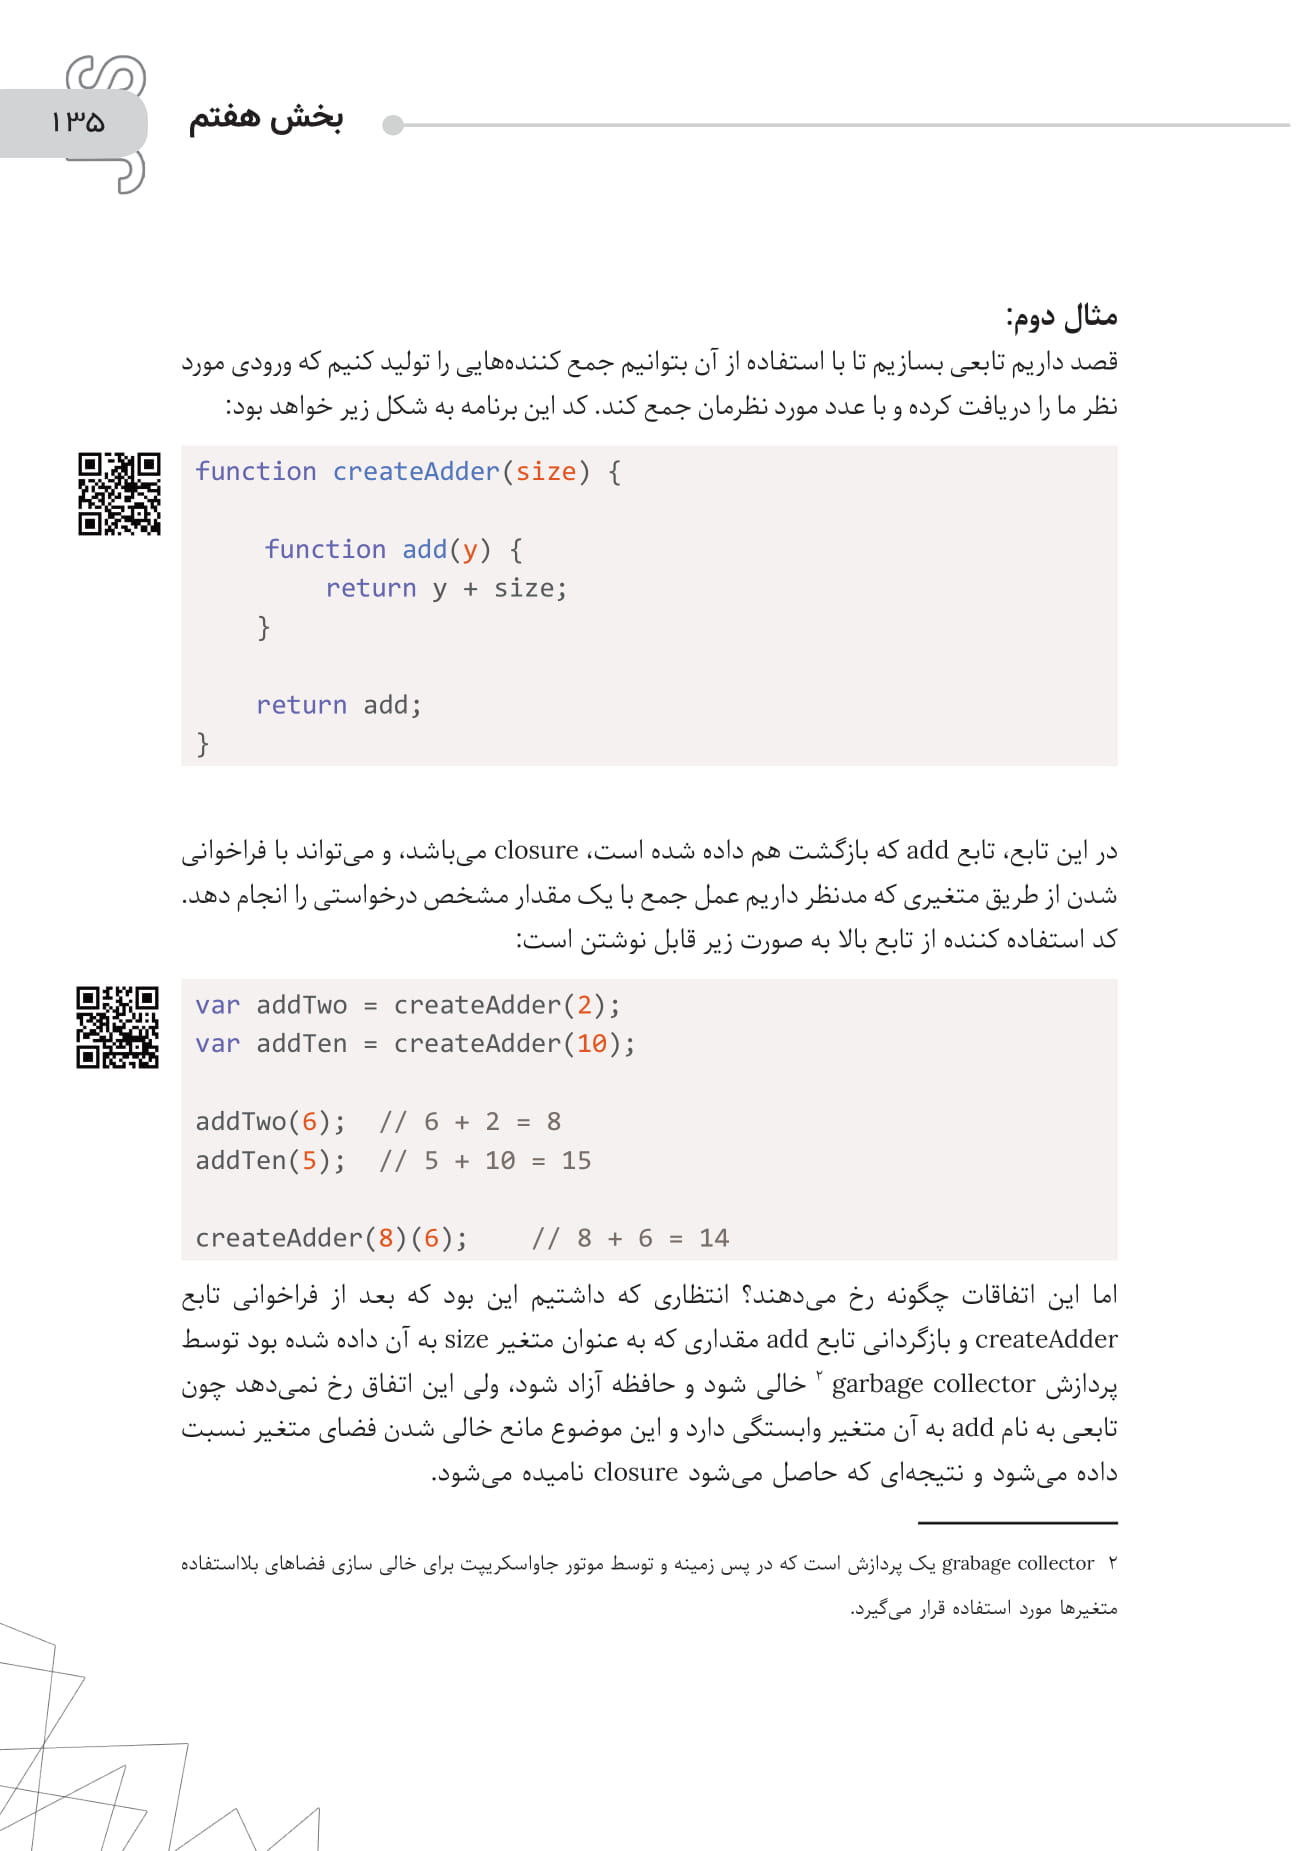 JS
۱۳۵
بخش هفتم
مثال دوم:
قصد داریم تابعی بسازیم تا با استفاده از آن بتوانیم جمع کننده‌هایی را تولید کنیم که ورودی مورد
نظر ما را دریافت کرده و با عدد مورد نظرمان جمع کند. کد این برنامه به شکل زیر خواهد بود:
function createAdder(size) {
function add(y) {
return y + size;
}
return add;
}
در این تابع، تابع add که بازگشت هم داده شده است، closure می‌باشد، و می‌تواند با فراخوانی
شدن از طریق متغیری که مدنظر داریم عمل جمع با یک مقدار مشخص درخواستی را انجام دهد.
کد استفاده کننده از تابع بالا به صورت زیر قابل نوشتن است:
var addTwo = createAdder(2);
var addTen = createAdder(10);
addTwo(6);  // 6 + 2 = 8
addTen(5);  // 5 + 10 = 15
createAdder(8)(6);    // 8 + 6 = 14
اما این اتفاقات چگونه رخ می‌دهند؟ انتظاری که داشتیم این بود که بعد از فراخوانی تابع
createAdder و بازگردانی تابع add مقداری که به عنوان متغیر size به آن داده شده بود توسط
پردازش garbage collector ۲ خالی شود و حافظه آزاد شود، ولی این اتفاق رخ نمی‌دهد چون
تابعی به نام add به آن متغیر وابستگی دارد و این موضوع مانع خالی شدن فضای متغیر نسبت
داده می‌شود و نتیجه‌ای که حاصل می‌شود closure نامیده می‌شود.
۲ grabage collector یک پردازش است که در پس زمینه و توسط موتور جاواسکریپت برای خالی سازی فضاهای بلااستفاده
متغیرها مورد استفاده قرار می‌گیرد.